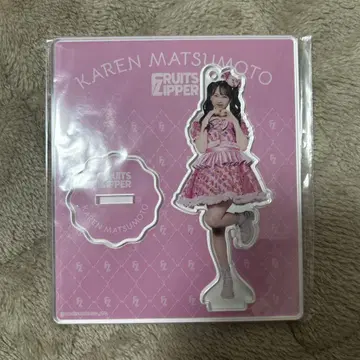 KAREN MATSUMOTO
FRUITS
ZIPPER
FRUITS
ZIPPER
KAREN MATSUMOTO